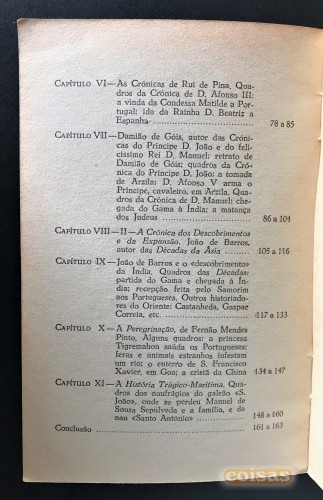 CAPÍTULO VI — As Crónicas de Rui de Pina, Qua-
dros da Crónica de D. Afonso III:
a vinda da Condessa Matilde a Por-
tugal; ida da Rainha D. Beatriz a
Espanha
78 a 85
CAPÍTULO VII — Damião de Góis, autor das Cróni-
cas do Príncipe D. João e do feli-
císsimo Rei D. Manuel: retrato de
Damião de Góis; quadros da Cró-
nica do Príncipe D. João: a tomada
de Arzila: D. Afonso V arma o
Príncipe, cavaleiro, em Arzila, Qua-
dros da Crónica de D. Manuel: che-
gada do Gama à Índia; a matança
dos Judeus
86 a 104
CAPÍTULO VIII — II — A Crónica dos Descobrimentos
e da Expansão. João de Barros,
autor das Décadas da Ásia
105 a 116
CAPÍTULO IX — João de Barros e o «descobrimento»
da Índia, Quadros das Décadas:
partida do Gama e chegada à Ín-
dia; recepção feita pelo Samorim
aos Portugueses, Outros historiado-
res do Oriente: Castanheda, Gaspar
Correia, etc.
117 a 133
CAPÍTULO X — A Peregrinação, de Fernão Mendes
Pinto, Alguns quadros: a princesa
Tigremahon saúda os Portugueses;
feras e animais estranhos infestam
um rio; o enterro de S. Francisco
Xavier, em Goa; a cristã da China
134 a 147
CAPÍTULO XI — A História Trágico-Marítima, Qua-
dros dos naufrágios do galeão «S.
João», onde se perdeu Manuel de
Sousa Sepúlveda e a família, e da
nau «Santo António»
148 a 160
Conclusão
161 a 163
coisas